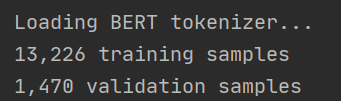 Loading BERT tokenizer...
13,226 training samples
1,470 validation samples